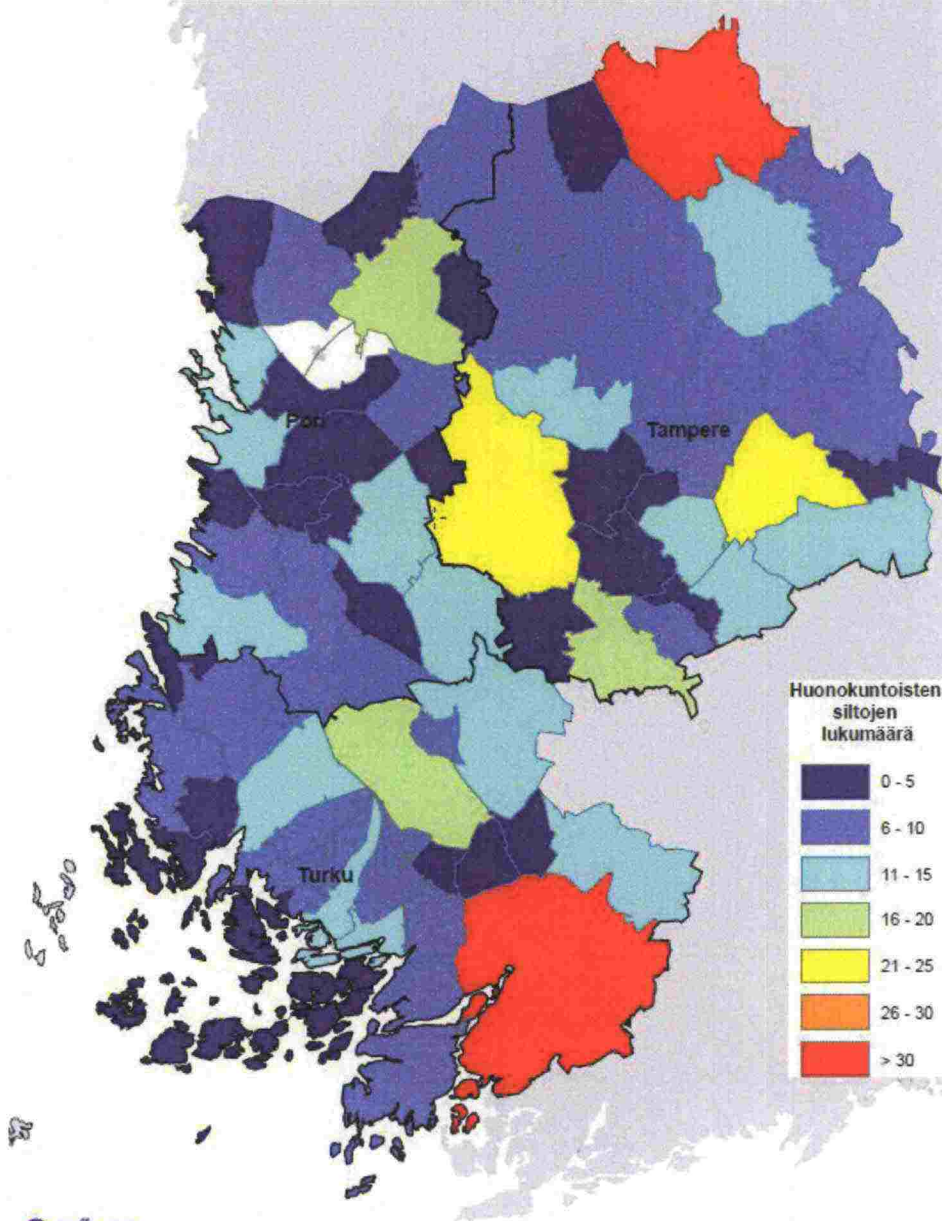 Pori
Tampere
Turku
Huonokuntoisten
siltojen
lukumäärä
0 - 5
6 - 10
11 - 15
16 - 20
21 - 25
26 - 30
> 30